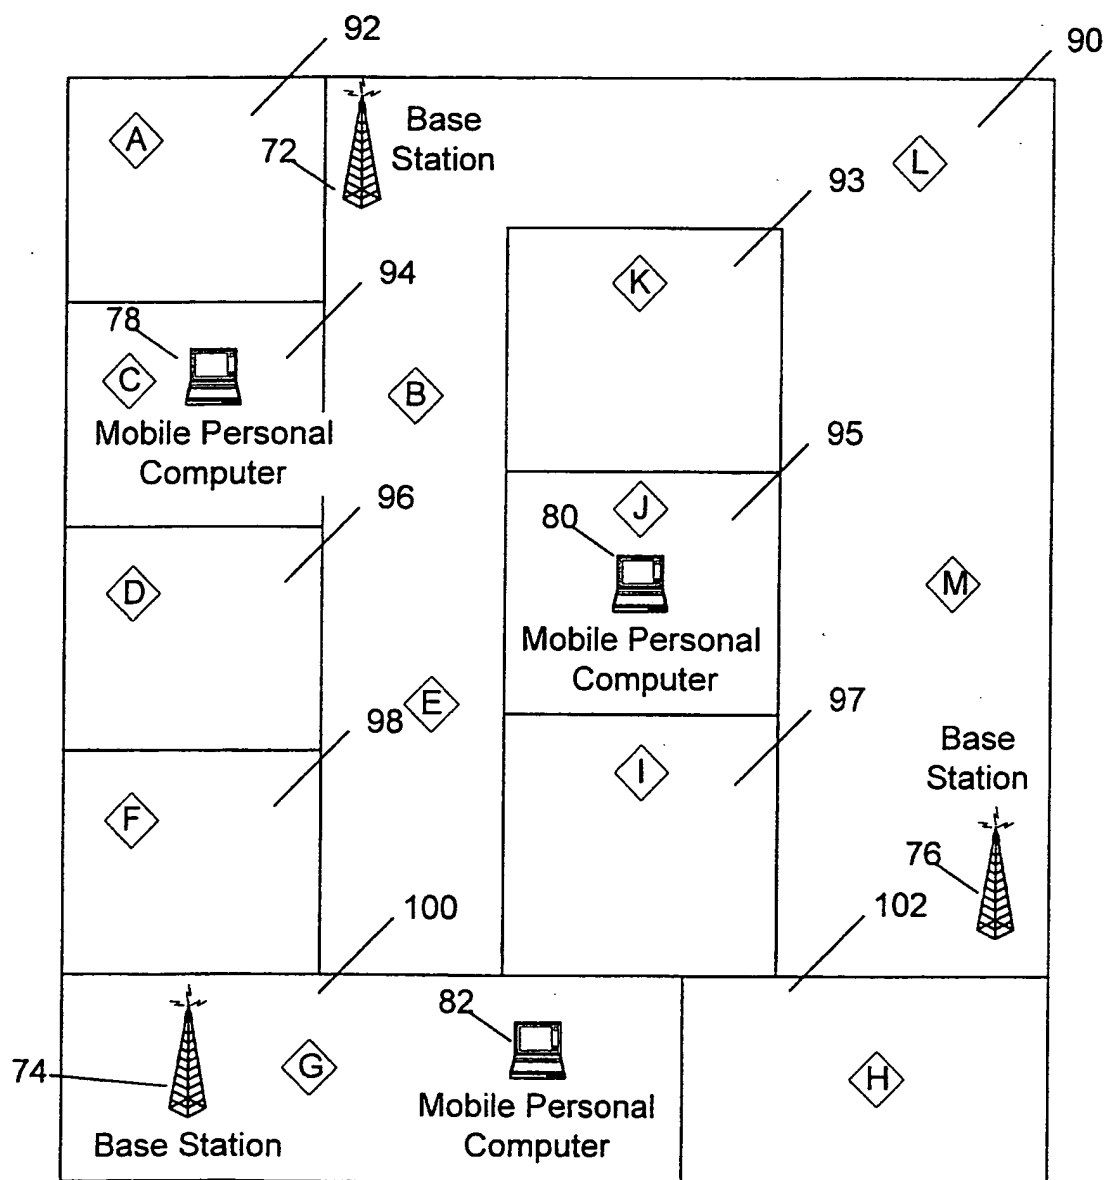 92
90
A
Base
Station
72
L
93
K
94
78
C
B
Mobile Personal
Computer
95
96
J
80
D
M
Mobile Personal
Computer
E
98
97
I
Base
Station
F
76
100
102
82
74
G
H
Mobile Personal
Computer
Base Station